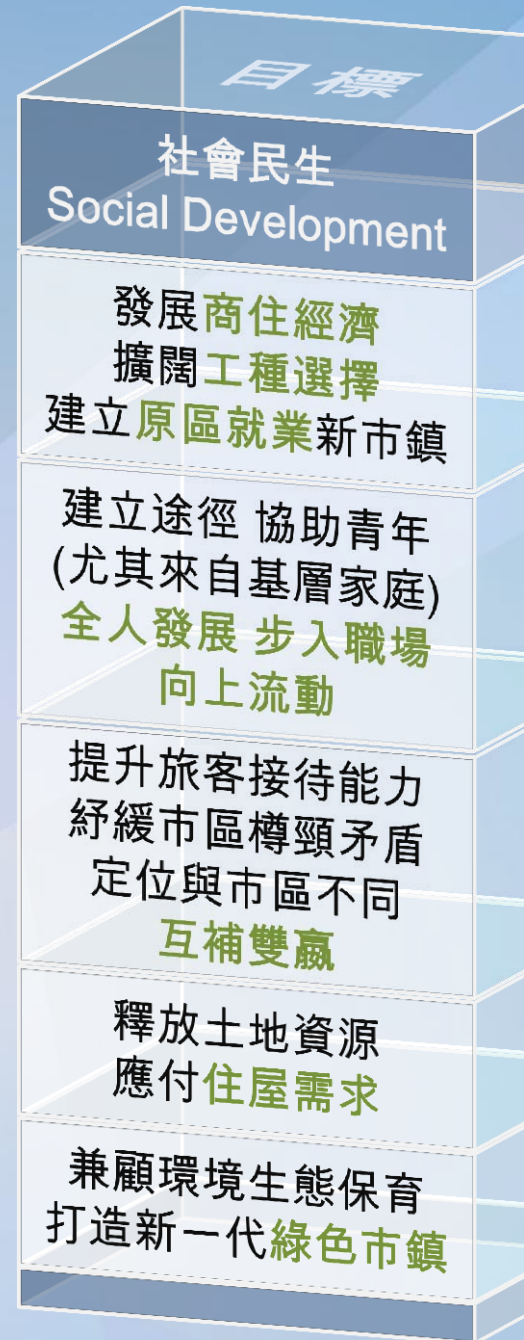 目標
社會民生
Social Development
發展商住經濟
擴闊工種選擇
建立原區就業新市鎮
建立途徑 協助青年
(尤其來自基層家庭)
全人發展 步入職場
向上流動
提升旅客接待能力
紓緩市區樽頸矛盾
定位與市區不同
互補雙贏
釋放土地資源
應付住屋需求
兼顧環境生態保育
打造新一代綠色市鎮